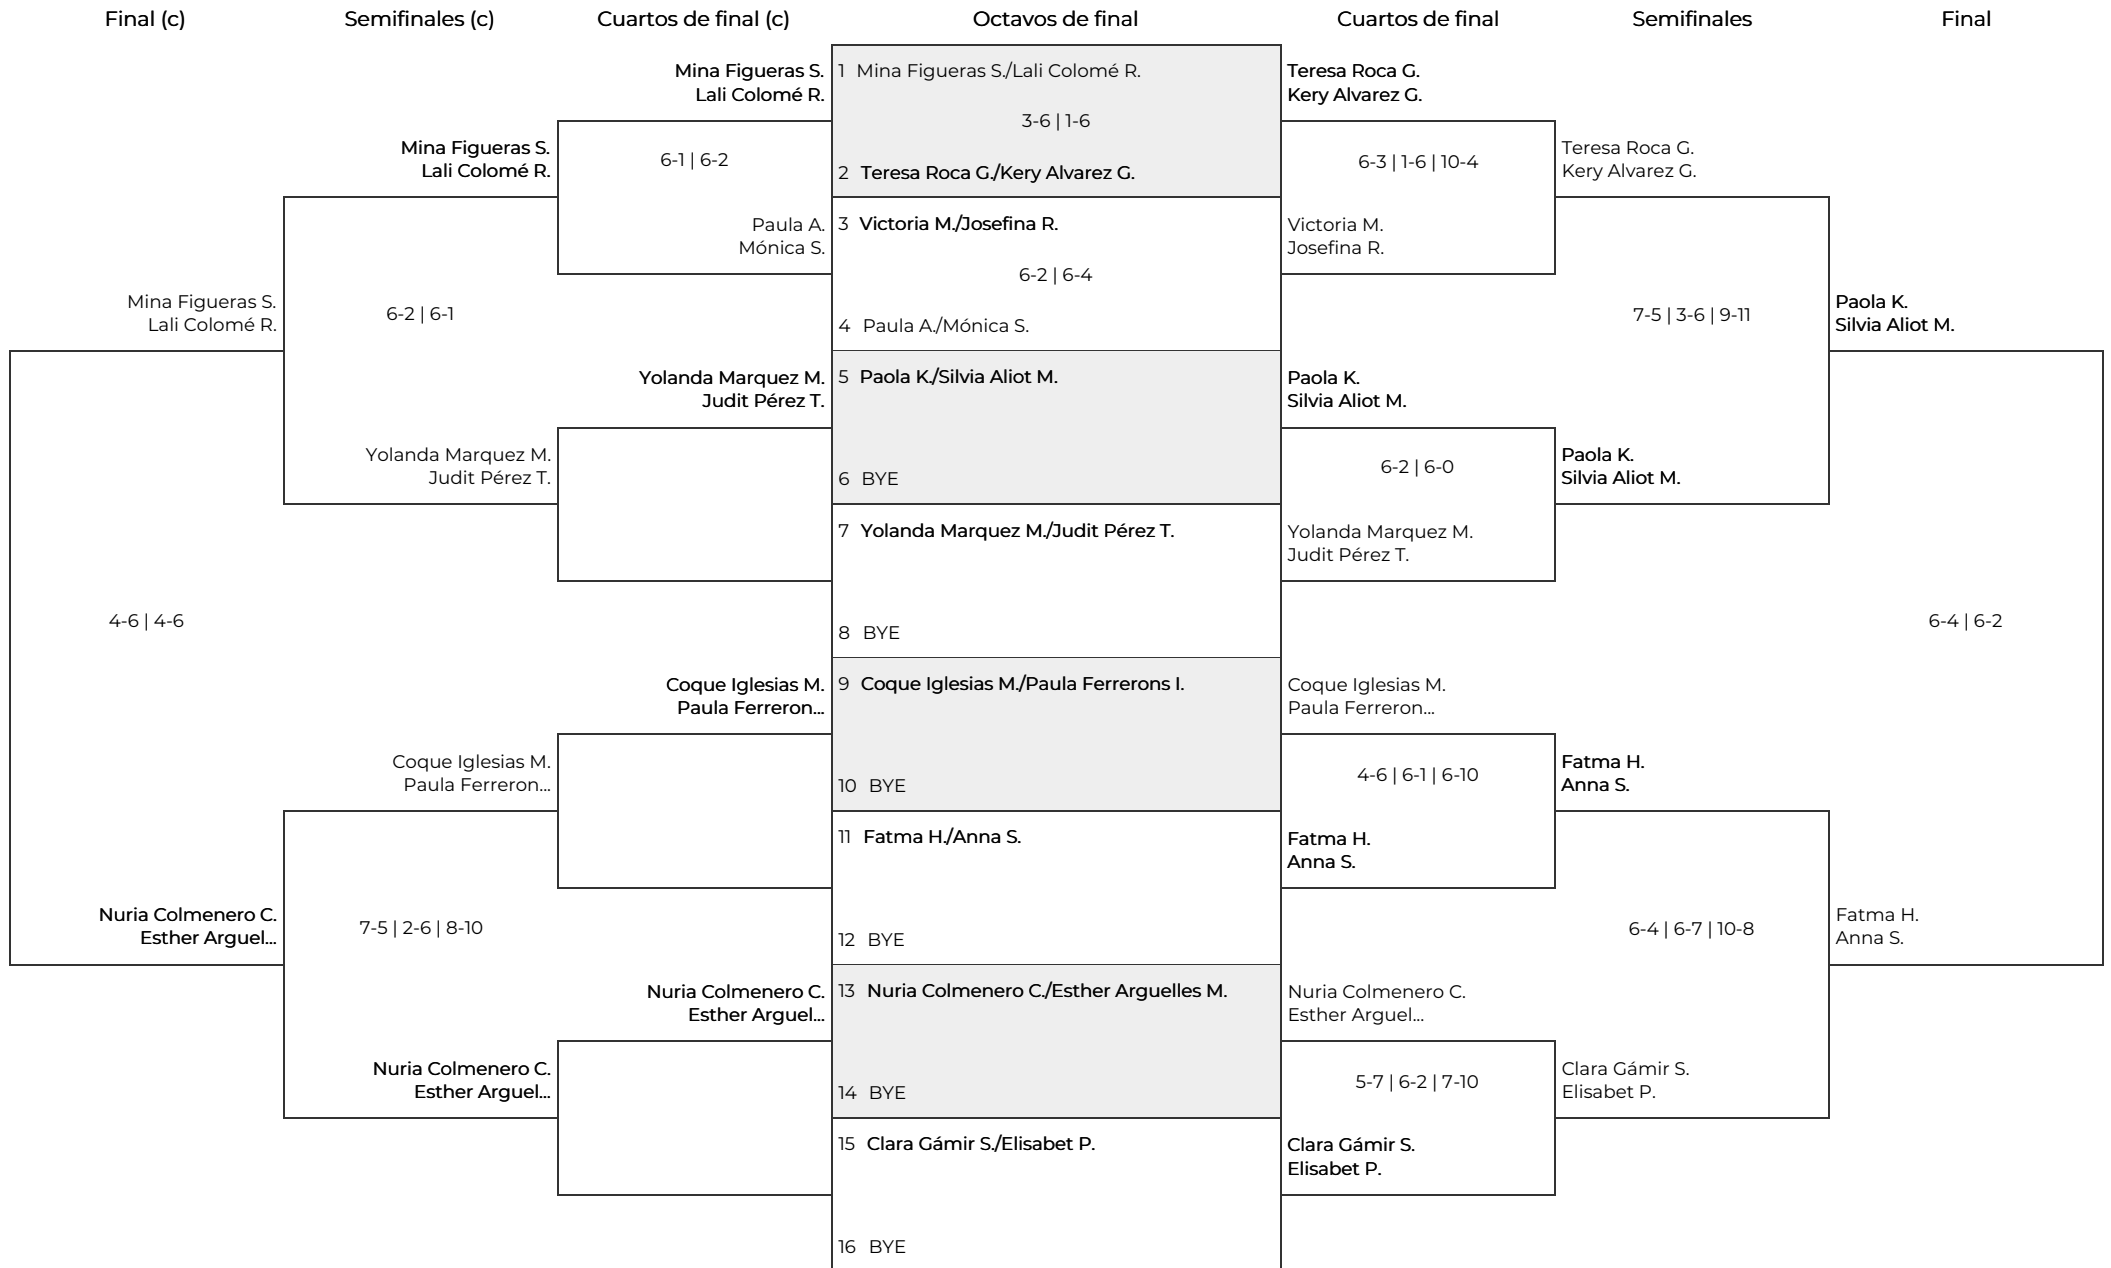 Final (c) Semifinales (c) Cuartos de final (c) Octavos de final Cuartos de final Semifinales Final
Mina Figueras S.
Lali Colomé R.
6-1 | 6-2
Paula A.
Mónica S.
Yolanda Marquez M.
Judit Pérez T.
Coque Iglesias M.
Paula Ferreron...
Nuria Colmenero C.
Esther Arguel...
Mina Figueras S.
Lali Colomé R.
6-2 | 6-1
Yolanda Marquez M.
Judit Pérez T.
Coque Iglesias M.
Paula Ferreron...
7-5 | 2-6 | 8-10
Nuria Colmenero C.
Esther Arguel...
Mina Figueras S.
Lali Colomé R.
4-6 | 4-6
Nuria Colmenero C.
Esther Arguel...
1 Mina Figueras S./Lali Colomé R.
3-6 | 1-6
2 Teresa Roca G./Kery Alvarez G.
3 Victoria M./Josefina R.
6-2 | 6-4
4 Paula A./Mónica S.
5 Paola K./Silvia Aliot M.
6 BYE
7 Yolanda Marquez M./Judit Pérez T.
8 BYE
9 Coque Iglesias M./Paula Ferrerons I.
10 BYE
11 Fatma H./Anna S.
12 BYE
13 Nuria Colmenero C./Esther Arguelles M.
14 BYE
15 Clara Gámir S./Elisabet P.
16 BYE
Teresa Roca G.
Kery Alvarez G.
6-3 | 1-6 | 10-4
Victoria M.
Josefina R.
Paola K.
Silvia Aliot M.
6-2 | 6-0
Yolanda Marquez M.
Judit Pérez T.
Coque Iglesias M.
Paula Ferreron...
4-6 | 6-1 | 6-10
Fatma H.
Anna S.
Nuria Colmenero C.
Esther Arguel...
5-7 | 6-2 | 7-10
Clara Gámir S.
Elisabet P.
Teresa Roca G.
Kery Alvarez G.
7-5 | 3-6 | 9-11
Paola K.
Silvia Aliot M.
Fatma H.
Anna S.
6-4 | 6-7 | 10-8
Clara Gámir S.
Elisabet P.
Paola K.
Silvia Aliot M.
6-4 | 6-2
Fatma H.
Anna S.